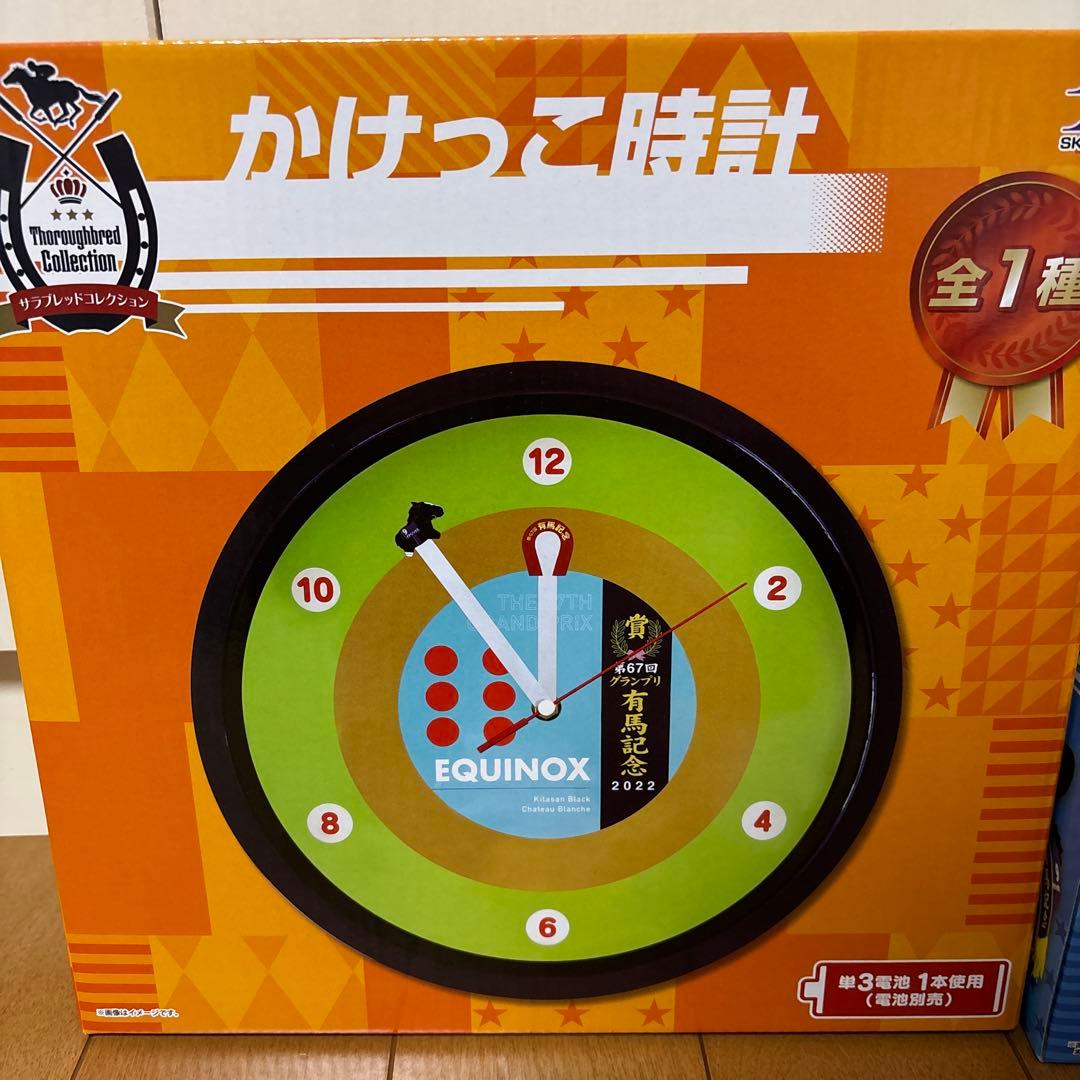 かけっこ時計
Thoroughbred
Collection
サラブレッドコレクション
SK
全1種
12
2
4
6
8
10
有馬記念
9
THE 67TH
GRAND PRIX
賞
第67回
グランプリ
有馬記念
2022
EQUINOX
Kitasan Black
Chateau Blanche
単3電池 1本使用
(電池別売)
※画像はイメージです。